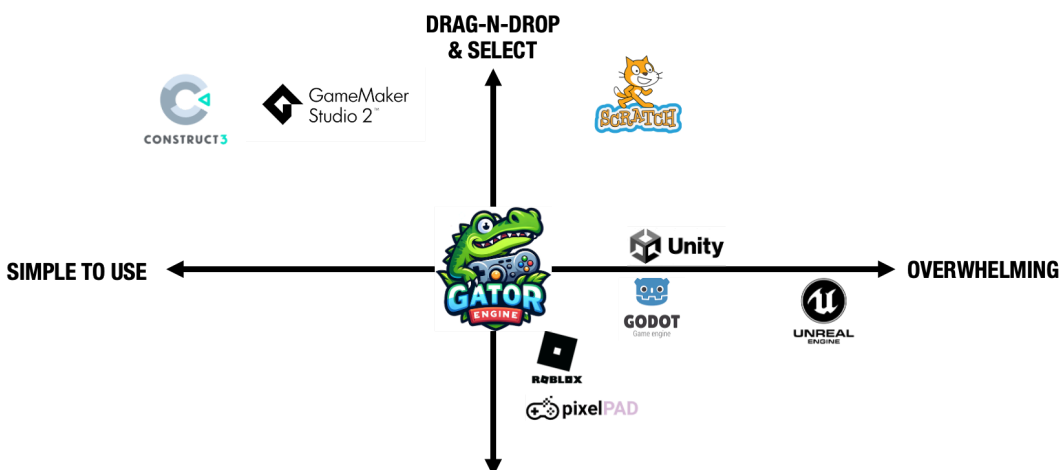 DRAG-N-DROP
& SELECT
CONSTRUCT3
GameMaker
Studio 2™
SCRATCH
SIMPLE TO USE
GATOR
ENGINE
Unity
OVERWHELMING
GODOT
Game engine
UNREAL
ENGINE
ROBLOX
pixelPAD